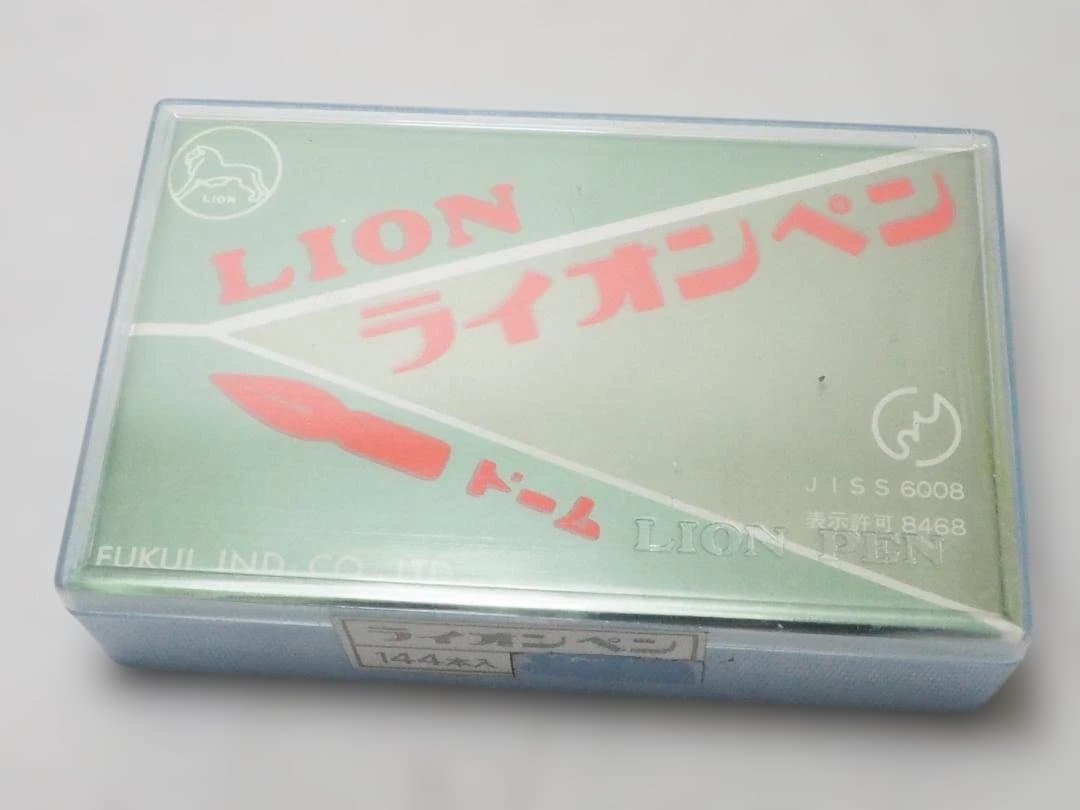 LION
LION
ライオンペン
ドーム
JISS 6008
表示許可 8468
LION PEN
FUKUI IND. CO. LTD.
ライオンペン
144本入